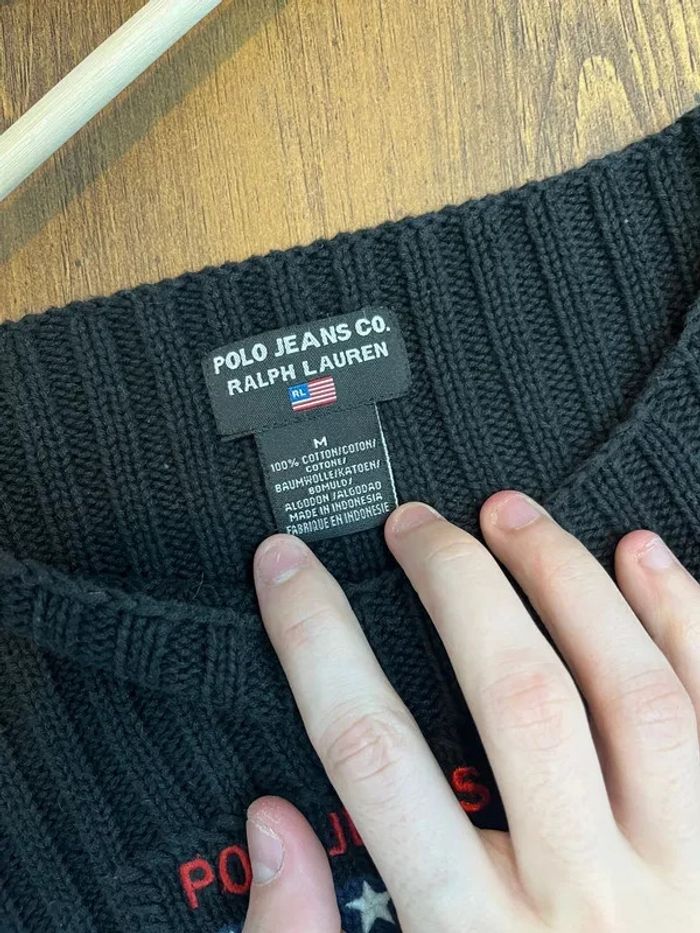 POLO JEANS CO.
RALPH LAUREN
RL
M
100% COTTON/COTON/
COTONE/
BAUMWOLLE/KATOEN/
BOMULD/
ALGODON/ALGODAO
MADE IN INDONESIA
FABRIQUE EN INDONESIE
PO J S